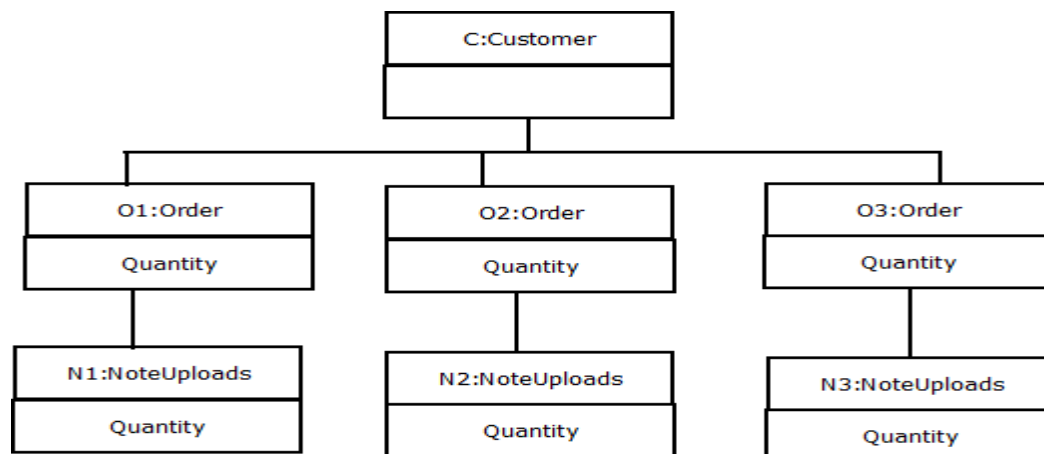 C:Customer
O1:Order
O2:Order
O3:Order
Quantity
Quantity
Quantity
N1:NoteUploads
N2:NoteUploads
N3:NoteUploads
Quantity
Quantity
Quantity